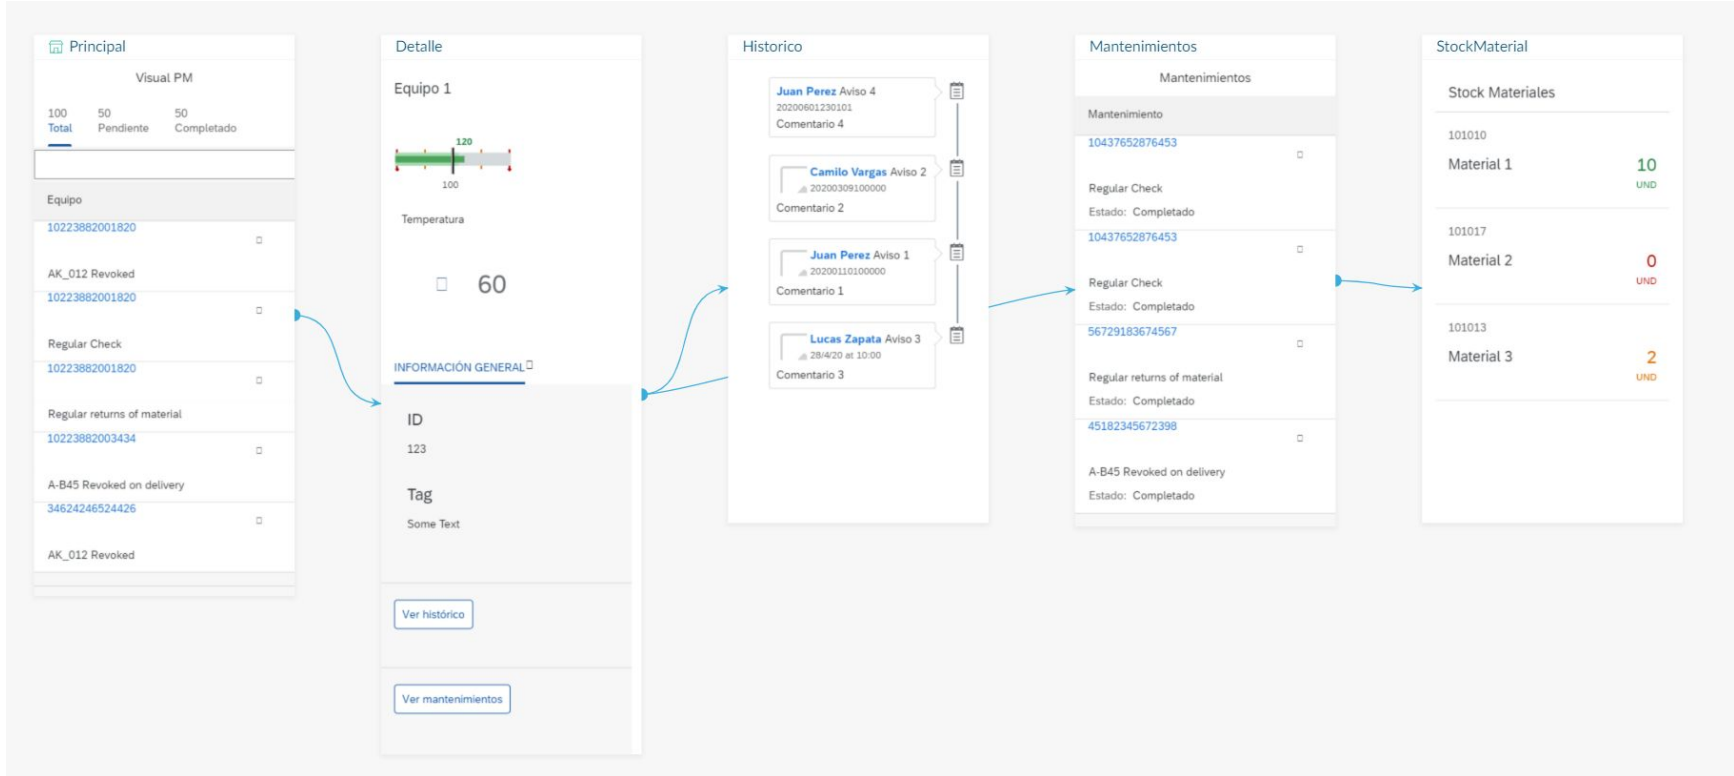 Principal
Visual PM
100 50 50
Total Pendiente Completado
Equipo
10223882001820
AK_012 Revoked
10223882001820
Regular Check
10223882001820
Regular returns of material
10223882003434
A-B45 Revoked on delivery
34624246524426
AK_012 Revoked
Detalle
Equipo 1
120
100
Temperatura
60
INFORMACIÓN GENERAL
ID
123
Tag
Some Text
Ver histórico
Ver mantenimientos
Historico
Juan Perez Aviso 4
20200601230101
Comentario 4
Camilo Vargas Aviso 2
20200309100000
Comentario 2
Juan Perez Aviso 1
20200110100000
Comentario 1
Lucas Zapata Aviso 3
28/4/20 at 10:00
Comentario 3
Mantenimientos
Mantenimientos
Mantenimiento
10437652876453
Regular Check
Estado: Completado
10437652876453
Regular Check
Estado: Completado
56729183674567
Regular returns of material
Estado: Completado
45182345672398
A-B45 Revoked on delivery
Estado: Completado
StockMaterial
Stock Materiales
101010
Material 1 10
UND
101017
Material 2 0
UND
101013
Material 3 2
UND